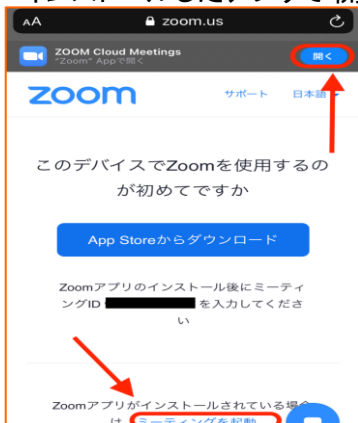 AA zoom.us
ZOOM Cloud Meetings
"Zoom" Appで開く
開く
zoom サポート 日本語
このデバイスでZoomを使用するの
が初めてですか
App Storeからダウンロード
Zoomアプリのインストール後にミーティ
ングID を入力してくださ
い
Zoomアプリがインストールされている場合
は ミーティングを起動